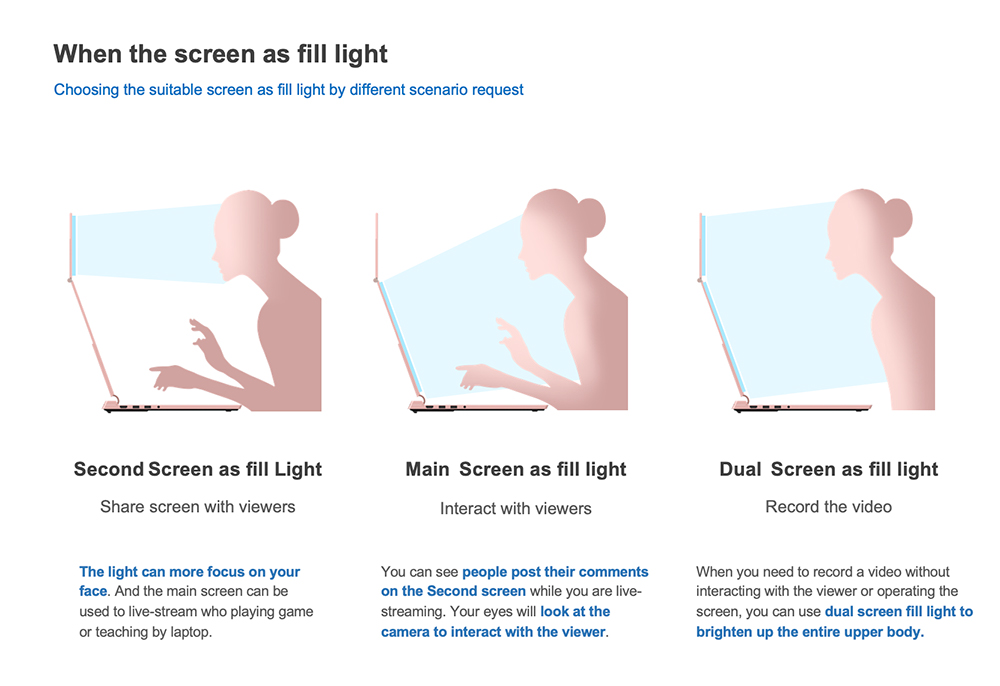 When the screen as fill light
Choosing the suitable screen as fill light by different scenario request
Second Screen as fill Light
Share screen with viewers
The light can more focus on your
face. And the main screen can be
used to live-stream who playing game
or teaching by laptop.
Main Screen as fill light
Interact with viewers
You can see people post their comments
on the Second screen while you are live-
streaming. Your eyes will look at the
camera to interact with the viewer.
Dual Screen as fill light
Record the video
When you need to record a video without
interacting with the viewer or operating the
screen, you can use dual screen fill light to
brighten up the entire upper body.